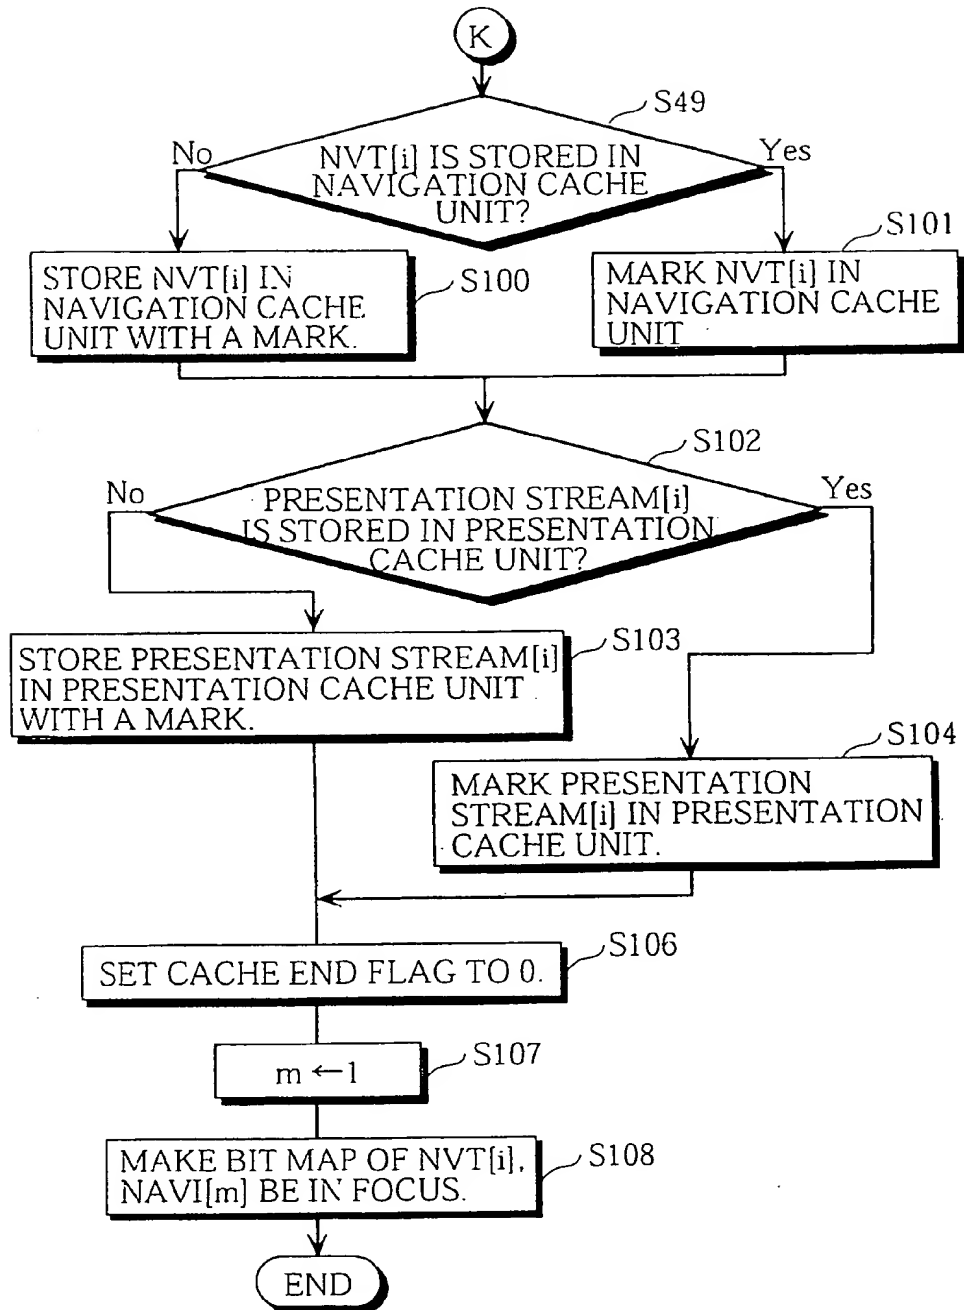 K
S49
No
Yes
NVT[i] IS STORED IN
NAVIGATION CACHE
UNIT?
S101
STORE NVT[i] IN
NAVIGATION CACHE
UNIT WITH A MARK.
S100
MARK NVT[i] IN
NAVIGATION CACHE
UNIT
S102
No
Yes
PRESENTATION STREAM[i]
IS STORED IN PRESENTATION
CACHE UNIT?
STORE PRESENTATION STREAM[i]
IN PRESENTATION CACHE UNIT
WITH A MARK.
S103
S104
MARK PRESENTATION
STREAM[i] IN PRESENTATION
CACHE UNIT.
SET CACHE END FLAG TO 0.
S106
m ←1
S107
MAKE BIT MAP OF NVT[i],
NAVI[m] BE IN FOCUS.
S108
END